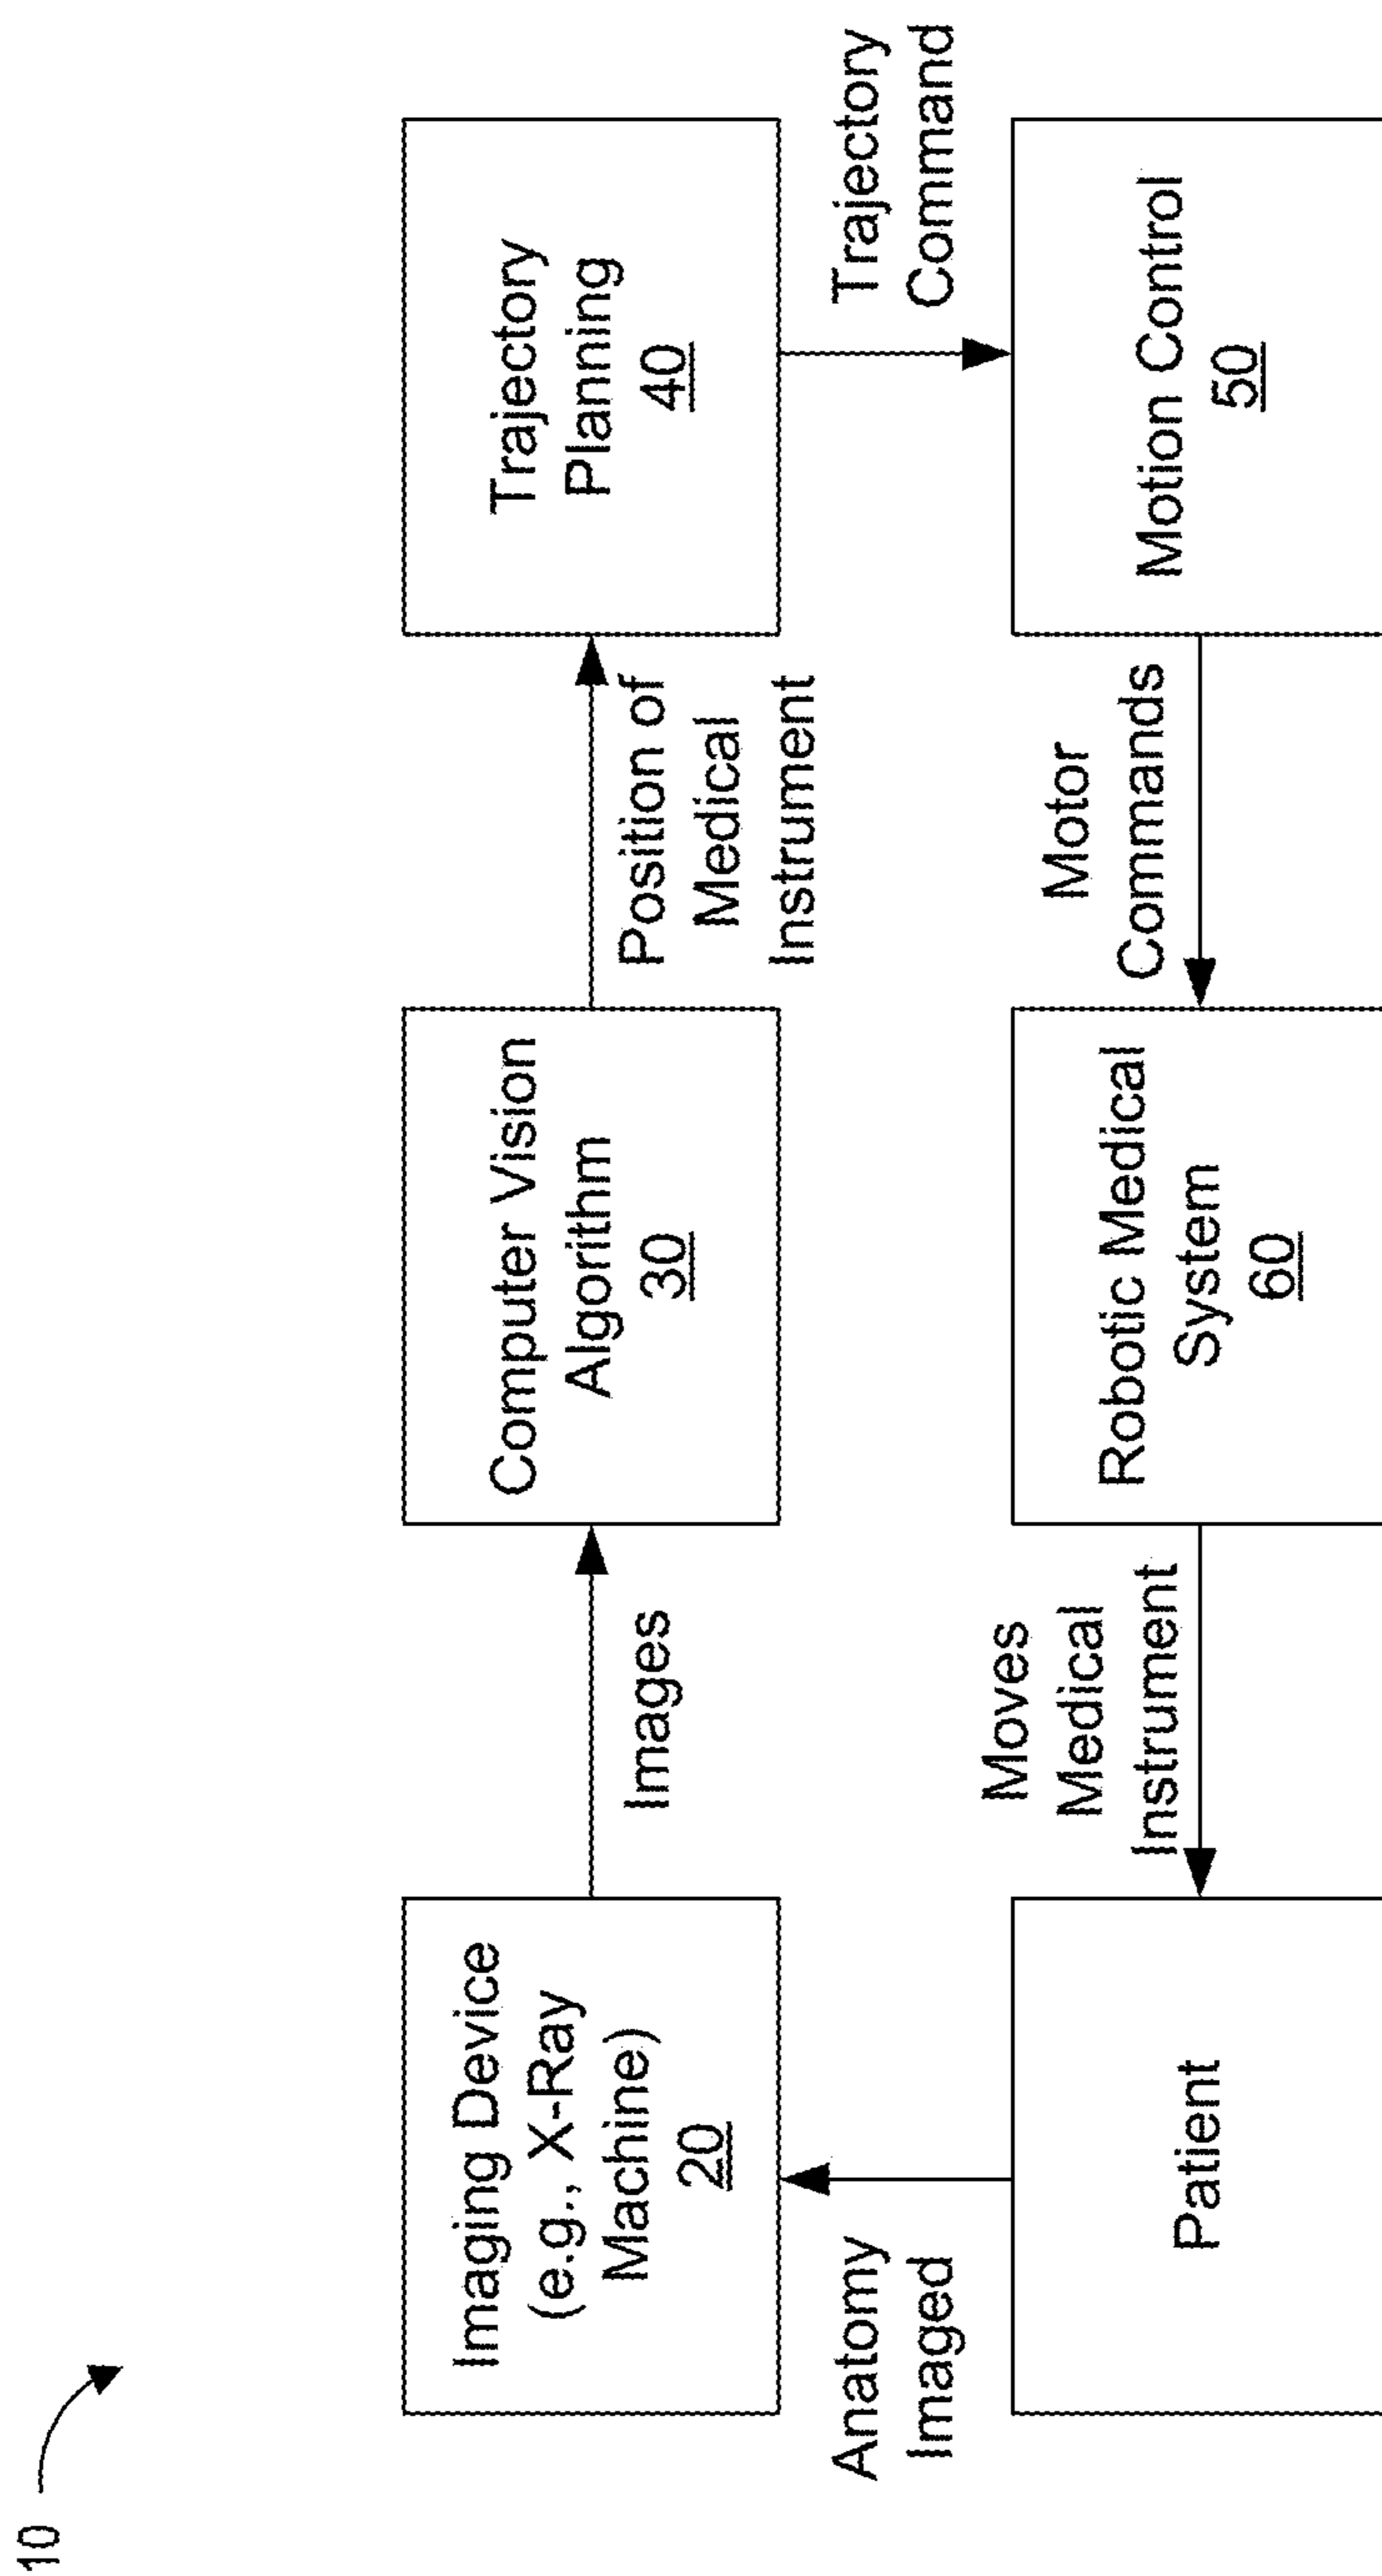 10
Imaging Device
(e.g., X-Ray
Machine)
20
Images
Computer Vision
Algorithm
30
Position of
Medical
Instrument
Trajectory
Planning
40
Trajectory
Command
Motion Control
50
Motor
Commands
Robotic Medical
System
60
Moves
Medical
Instrument
Patient
Anatomy
Imaged